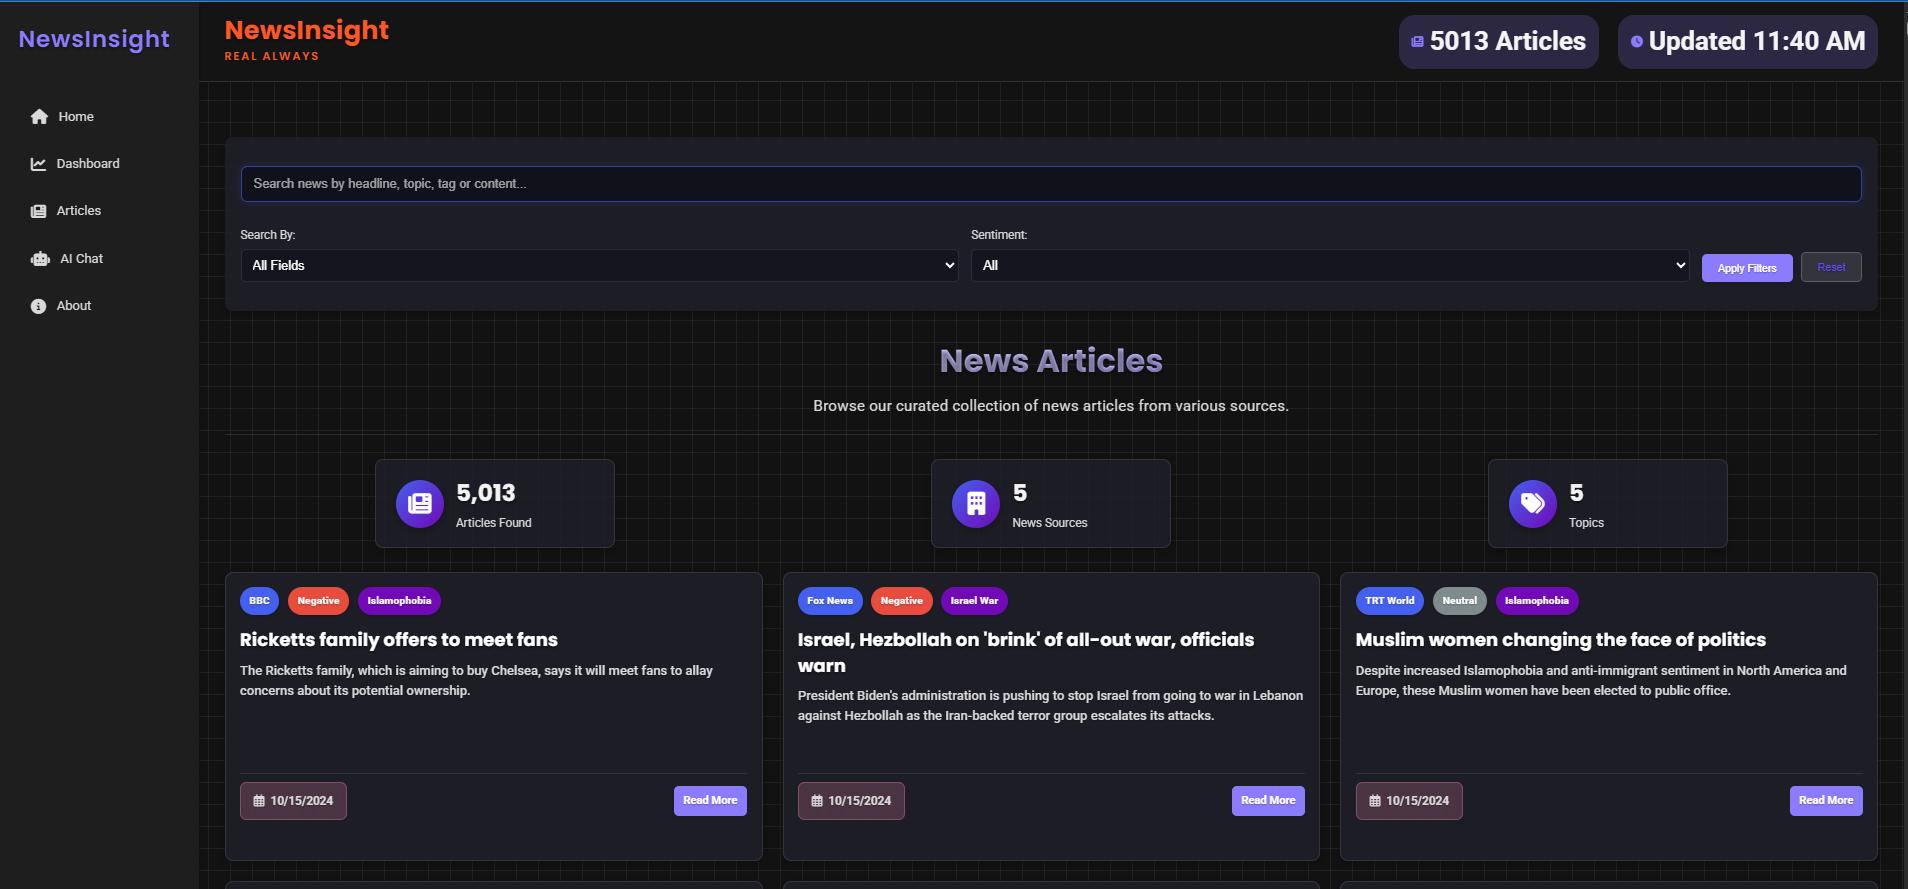 NewsInsight
Home
Dashboard
Articles
AI Chat
About
NewsInsight
REAL ALWAYS
5013 Articles
Updated 11:40 AM
Search news by headline, topic, tag or content...
Search By:
Sentiment:
All Fields
All
Apply Filters
Reset
News Articles
Browse our curated collection of news articles from various sources.
5,013
Articles Found
5
News Sources
5
Topics
BBC Negative Islamophobia
Ricketts family offers to meet fans
The Ricketts family, which is aiming to buy Chelsea, says it will meet fans to allay
concerns about its potential ownership.
10/15/2024
Read More
Fox News Negative Israel War
Israel, Hezbollah on 'brink' of all-out war, officials
warn
President Biden's administration is pushing to stop Israel from going to war in Lebanon
against Hezbollah as the Iran-backed terror group escalates its attacks.
10/15/2024
Read More
TRT World Neutral Islamophobia
Muslim women changing the face of politics
Despite increased Islamophobia and anti-immigrant sentiment in North America and
Europe, these Muslim women have been elected to public office.
10/15/2024
Read More